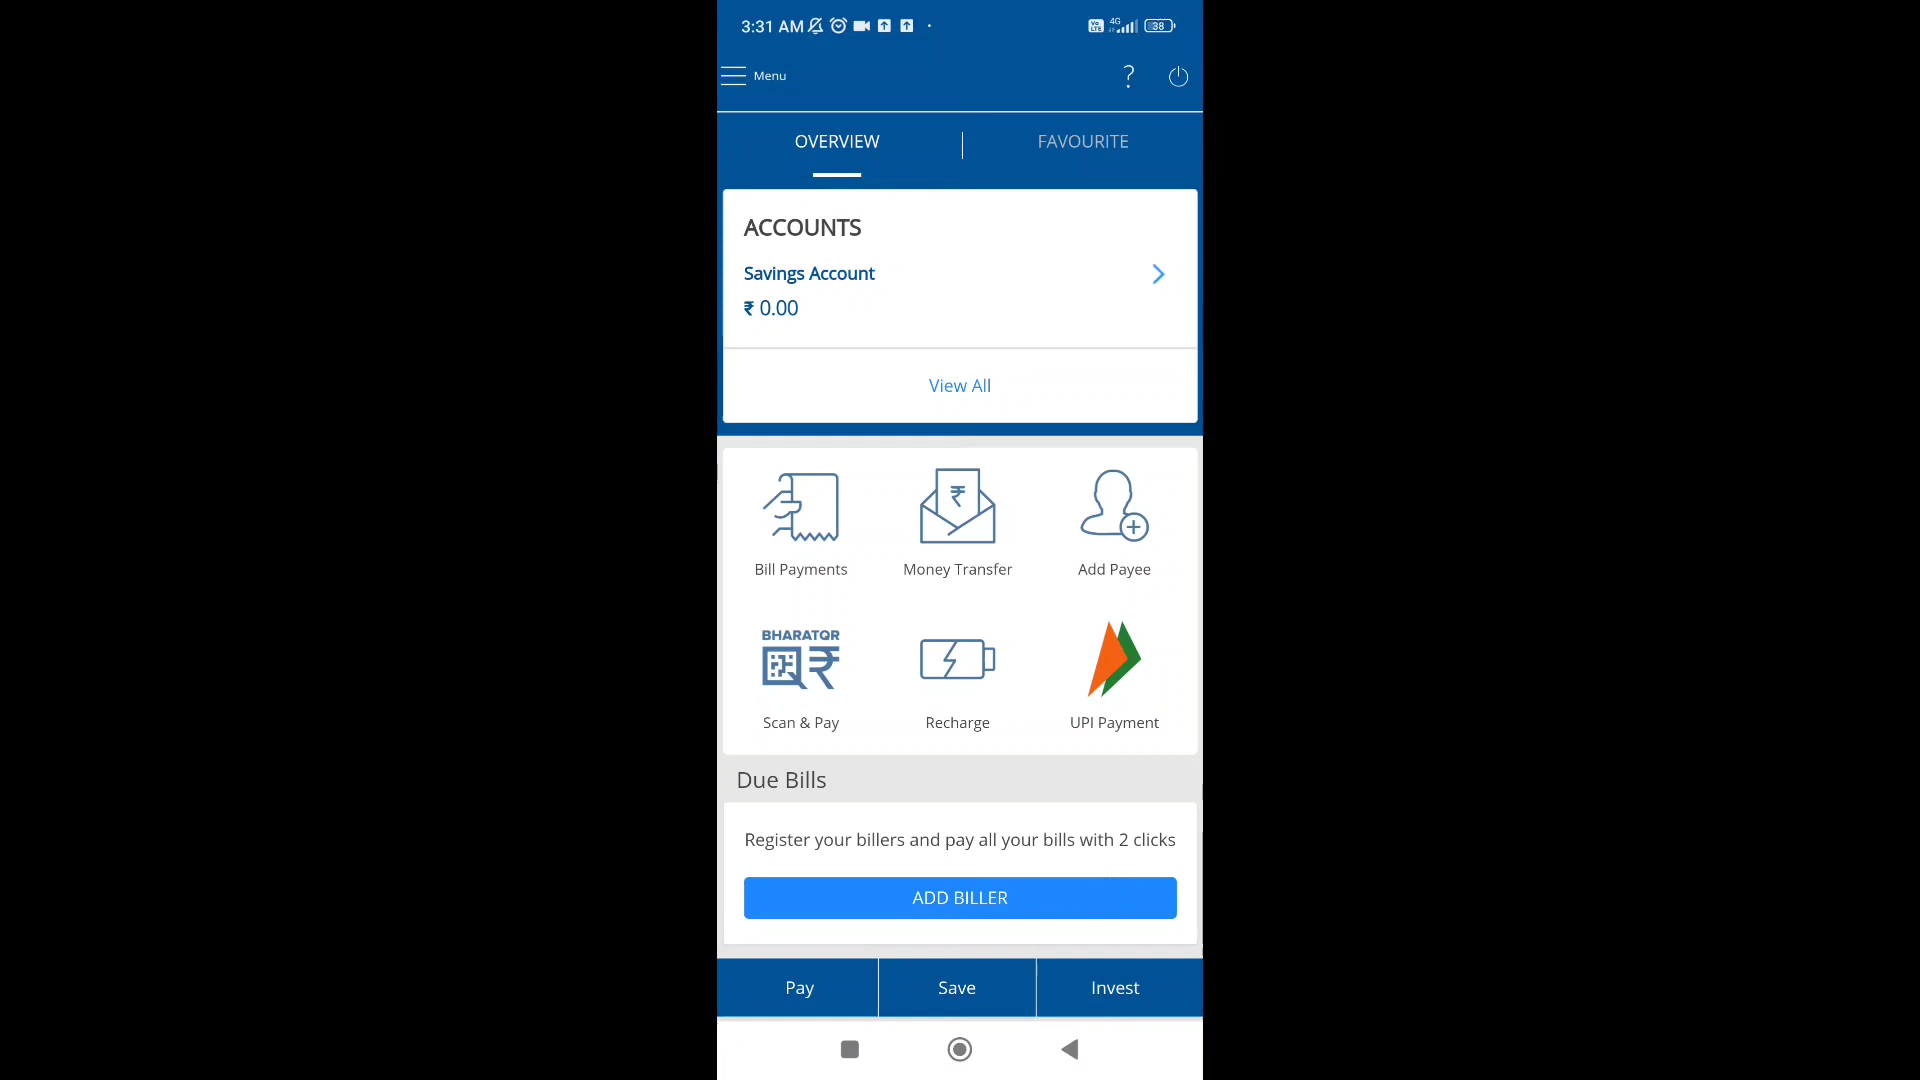 3:31 AM 4G 38
Menu ?
OVERVIEW FAVOURITE
ACCOUNTS
Savings Account
₹ 0.00
View All
Bill Payments Money Transfer Add Payee
BHARATQR
Scan & Pay Recharge UPI Payment
Due Bills
Register your billers and pay all your bills with 2 clicks
ADD BILLER
Pay Save Invest